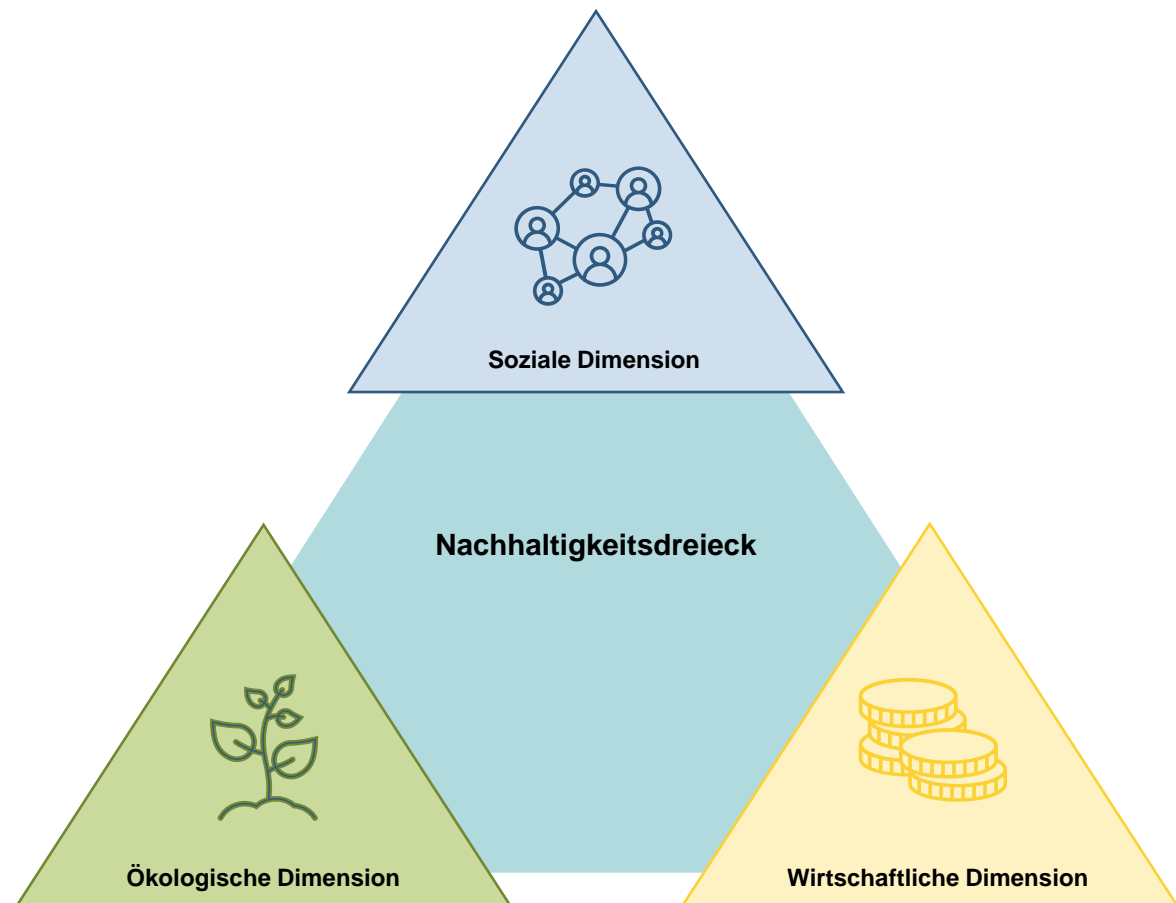 Soziale Dimension
Nachhaltigkeitsdreieck
Ökologische Dimension
Wirtschaftliche Dimension